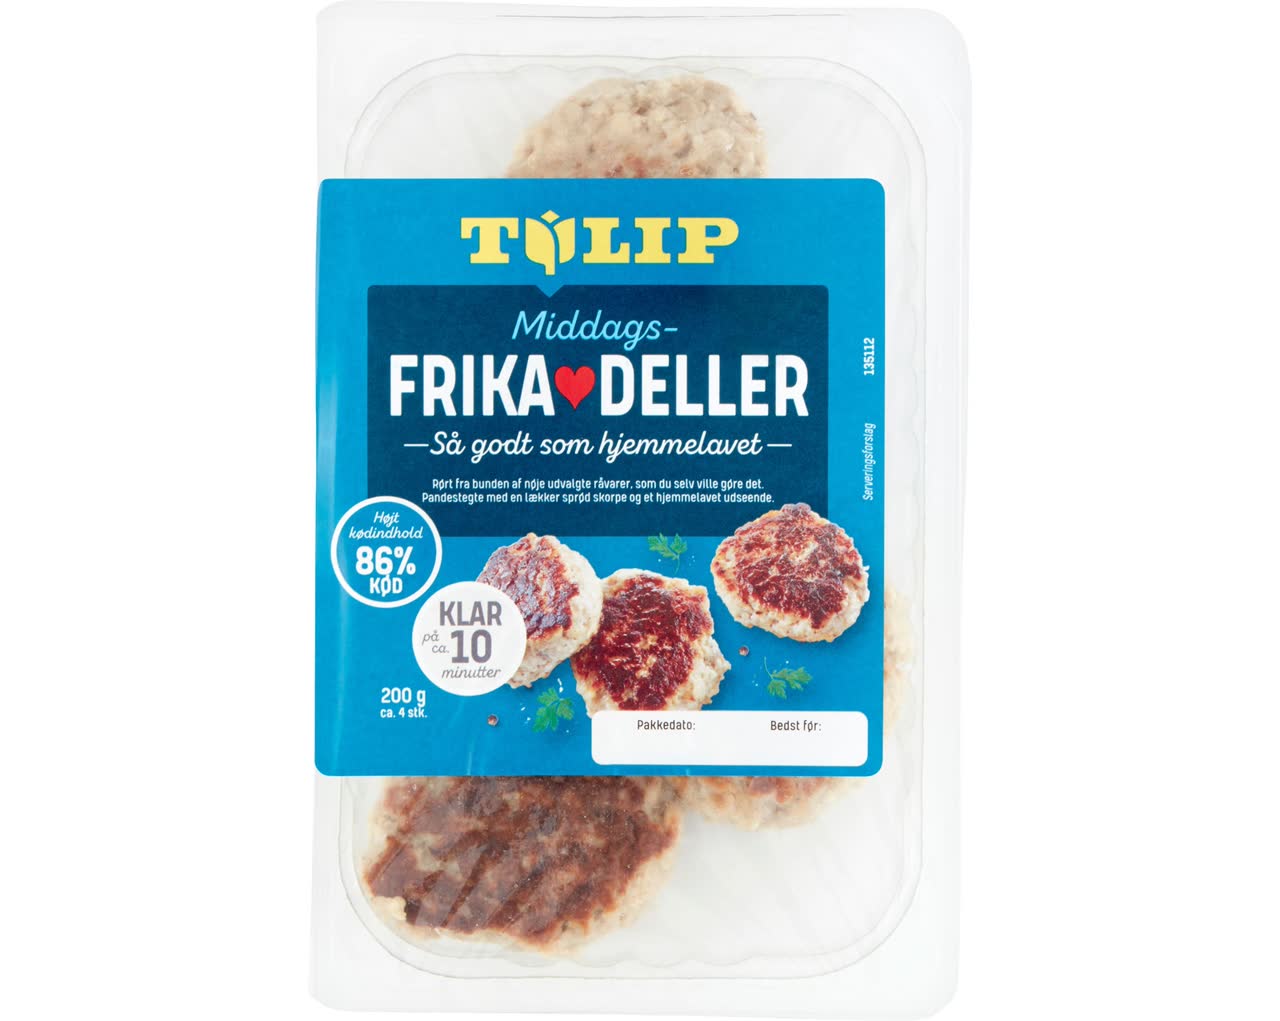 TULIP
Middags-
FRIKA DELLER
Så godt som hjemmelavet
Rørt fra bunden af nøje udvalgte råvarer, som du selv ville gøre det.
Pandestegte med en lækker sprød skorpe og et hjemmelavet udseende.
Højt
kødindhold
86%
KØD
KLAR
på ca. 10
minutter
200 g
ca. 4 stk.
Pakkedato: Bedst før:
135112
Serveringsforslag